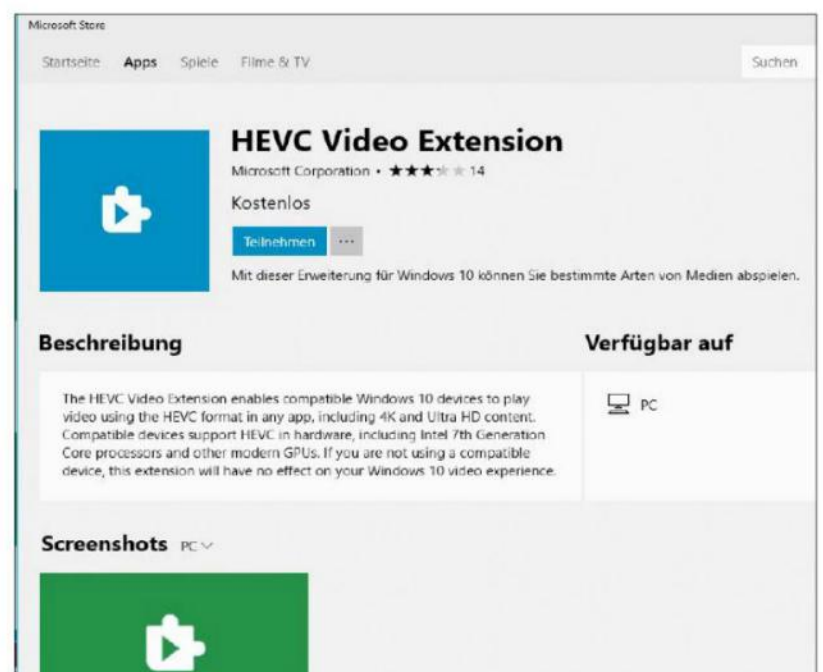 Microsoft Store
Startseite Apps Spiele Filme & TV Suchen
HEVC Video Extension
Microsoft Corporation • ★★★☆☆ 14
Kostenlos
Teilnehmen ...
Mit dieser Erweiterung für Windows 10 können Sie bestimmte Arten von Medien abspielen.
Beschreibung
The HEVC Video Extension enables compatible Windows 10 devices to play
video using the HEVC format in any app, including 4K and Ultra HD content.
Compatible devices support HEVC in hardware, including Intel 7th Generation
Core processors and other modern GPUs. If you are not using a compatible
device, this extension will have no effect on your Windows 10 video experience.
Verfügbar auf
PC
Screenshots PC